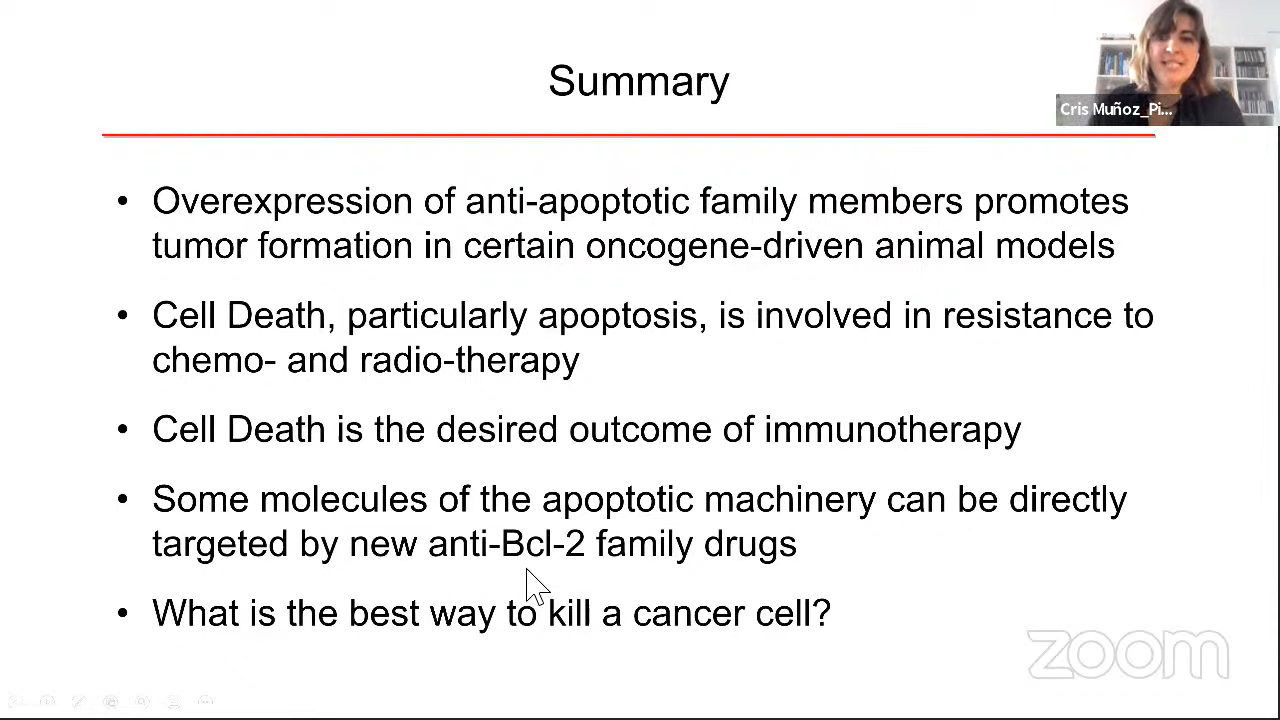 Summary
Cris Muñoz_Pi...
• Overexpression of anti-apoptotic family members promotes
tumor formation in certain oncogene-driven animal models
• Cell Death, particularly apoptosis, is involved in resistance to
chemo- and radio-therapy
• Cell Death is the desired outcome of immunotherapy
• Some molecules of the apoptotic machinery can be directly
targeted by new anti-Bcl-2 family drugs
• What is the best way to kill a cancer cell?
zoom